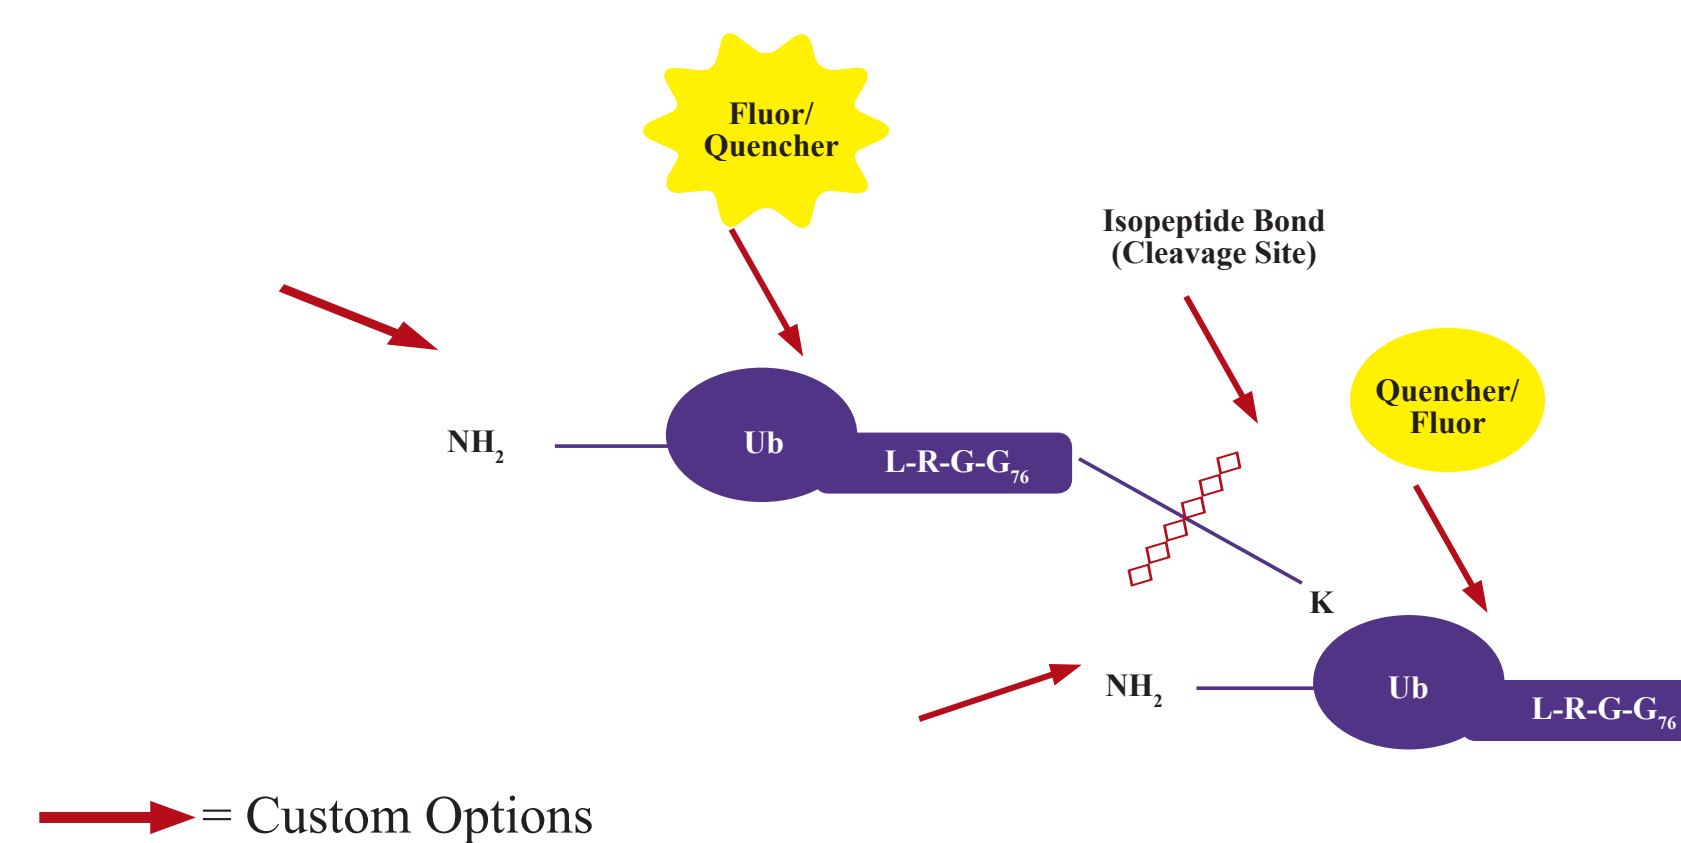 Fluor/
Quencher
Isopeptide Bond
(Cleavage Site)
Quencher/
Fluor
NH₂
Ub
L-R-G-G₇₆
K
NH₂
Ub
L-R-G-G₇₆
= Custom Options